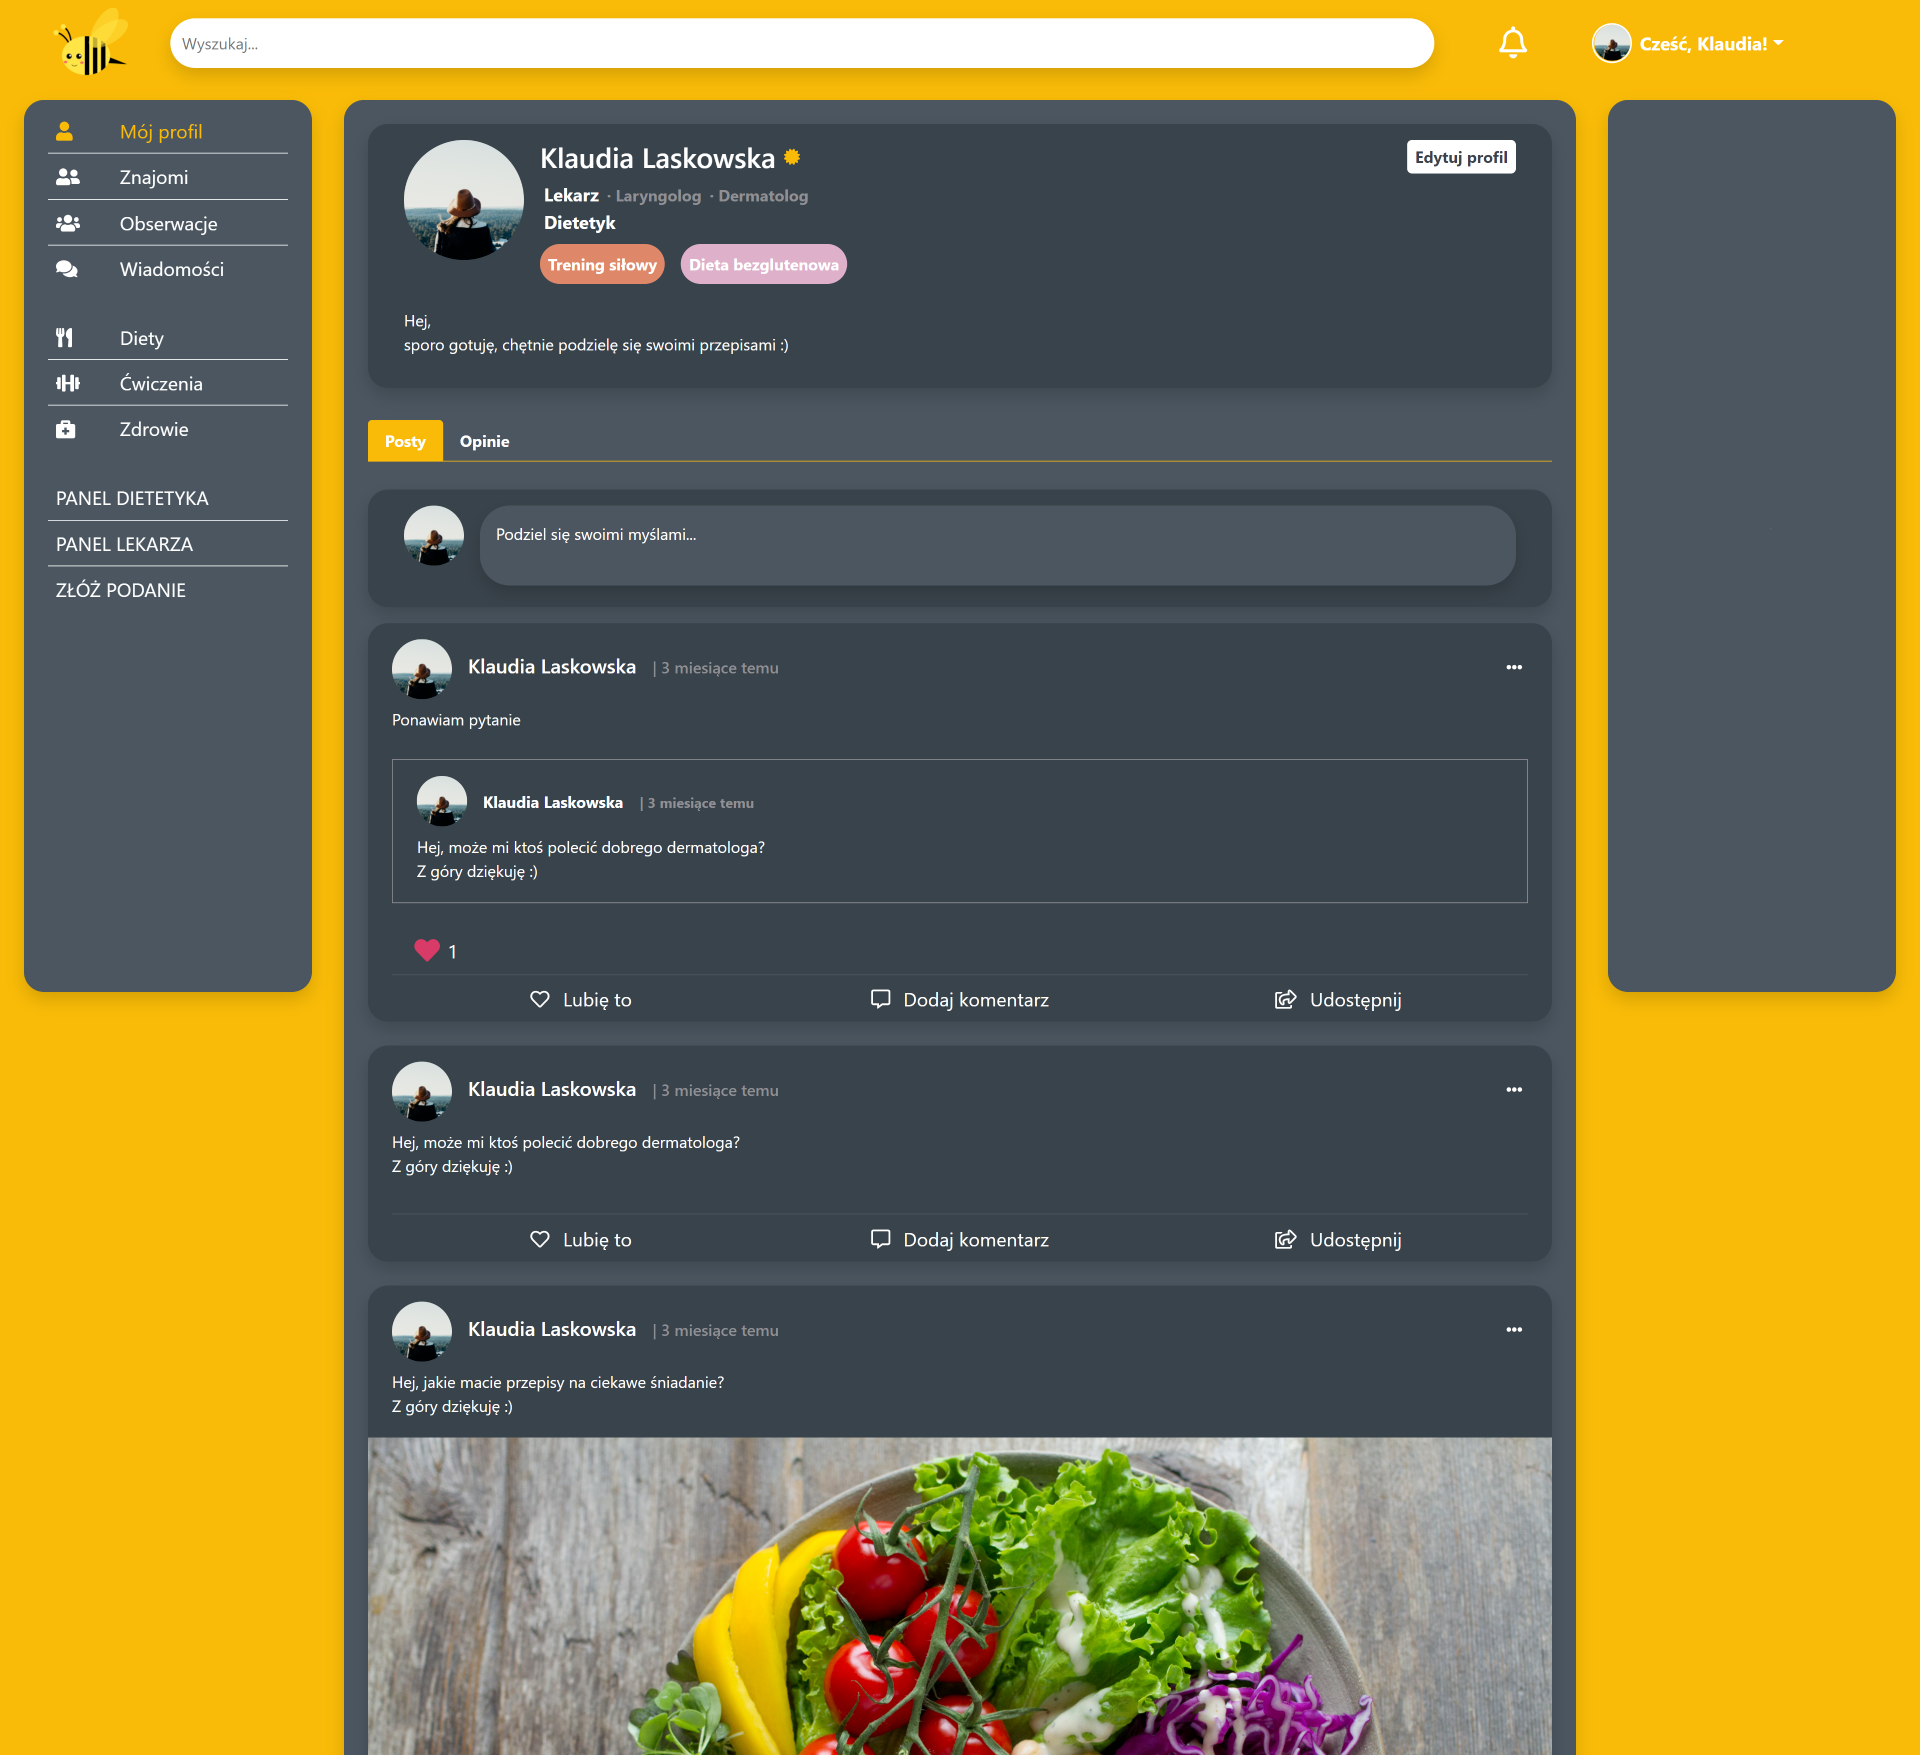 Wyszukaj...
Cześć, Klaudia!
Mój profil
Znajomi
Obserwacje
Wiadomości
Diety
Ćwiczenia
Zdrowie
PANEL DIETETYKA
PANEL LEKARZA
ZŁÓŻ PODANIE
Klaudia Laskowska
Edytuj profil
Lekarz · Laryngolog · Dermatolog
Dietetyk
Trening siłowy Dieta bezglutenowa
Hej,
sporo gotuję, chętnie podzielę się swoimi przepisami :)
Posty Opinie
Podziel się swoimi myślami...
Klaudia Laskowska | 3 miesiące temu
Ponawiam pytanie
Klaudia Laskowska | 3 miesiące temu
Hej, może mi ktoś polecić dobrego dermatologa?
Z góry dziękuję :)
1
Lubię to Dodaj komentarz Udostępnij
Klaudia Laskowska | 3 miesiące temu
Hej, może mi ktoś polecić dobrego dermatologa?
Z góry dziękuję :)
Lubię to Dodaj komentarz Udostępnij
Klaudia Laskowska | 3 miesiące temu
Hej, jakie macie przepisy na ciekawe śniadanie?
Z góry dziękuję :)